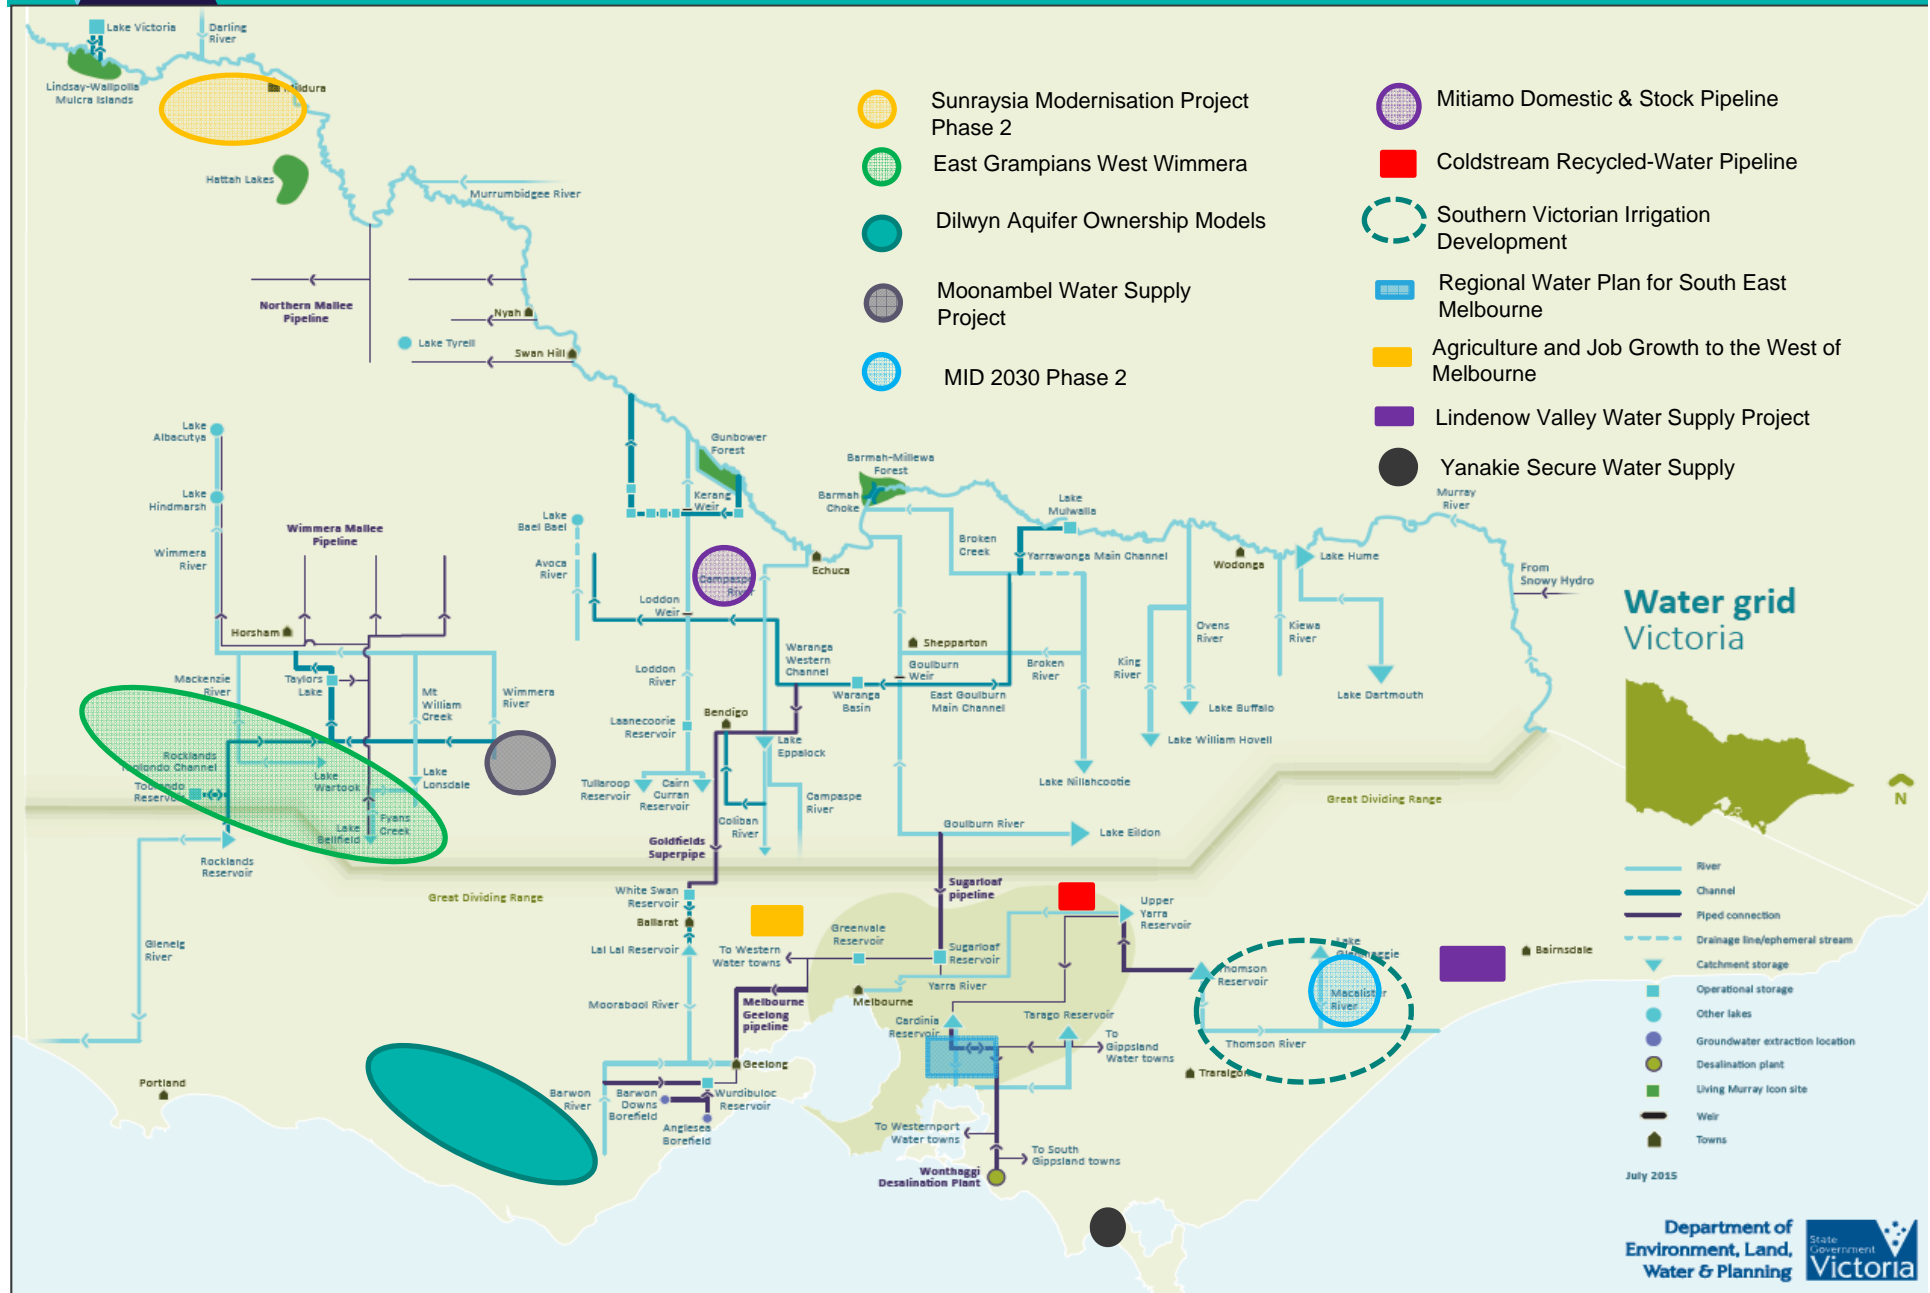 Lake Victoria
Darling
River
Lindsay-Wallpolla
Mulcra Islands
Mildura
Hattah Lakes
Murrumbidgee River
Northern Mallee
Pipeline
Nyah
Lake Tyrell
Swan Hill
Sunraysia Modernisation Project
Phase 2
East Grampians West Wimmera
Dilwyn Aquifer Ownership Models
Moonambel Water Supply
Project
MID 2030 Phase 2
Mitiamo Domestic & Stock Pipeline
Coldstream Recycled-Water Pipeline
Southern Victorian Irrigation
Development
Regional Water Plan for South East
Melbourne
Agriculture and Job Growth to the West of
Melbourne
Lindenow Valley Water Supply Project
Yanakie Secure Water Supply
Lake
Albacutya
Lake
Hindmarsh
Wimmera Mallee
Pipeline
Wimmera
River
Horsham
Lake
Bael Bael
Avoca
River
Gunbower
Forest
Kerang
Weir
Campaspe
River
Loddon
Weir
Barmah-Millewa
Forest
Barmah
Choke
Echuca
Broken
Creek
Lake
Mulwalla
Yarrawonga Main Channel
Wodonga
Lake Hume
Murray
River
From
Snowy Hydro
Water grid
Victoria
Mackenzie
River
Taylors
Lake
Mt
William
Creek
Wimmera
River
Loddon
River
Waranga
Western
Channel
Shepparton
Goulburn
Weir
Waranga
Basin
East Goulburn
Main Channel
Broken
River
King
River
Ovens
River
Kiewa
River
Lake Dartmouth
Lake Buffalo
Lake William Hovell
Lake Nillahcootie
Laanecoorie
Reservoir
Bendigo
Lake
Eppalock
Rocklands
Toolondo Channel
Toolondo
Reservoir
Lake
Wartook
Lake
Lonsdale
Fyans
Creek
Lake
Bellfield
Rocklands
Reservoir
Tullaroop
Reservoir
Cairn
Curran
Reservoir
Coliban
River
Campaspe
River
Goulburn River
Lake Eildon
Great Dividing Range
N
Goldfields
Superpipe
Great Dividing Range
White Swan
Reservoir
Ballarat
Lal Lal Reservoir
Sugarloaf
pipeline
Upper
Yarra
Reservoir
Greenvale
Reservoir
To Western
Water towns
Sugarloaf
Reservoir
Yarra River
Glenelg
River
Moorabool River
Melbourne
Geelong
pipeline
Melbourne
Cardinia
Reservoir
Tarago Reservoir
To
Gippsland
Water towns
Thomson
Reservoir
Lake
Glenmaggie
Macalister
River
Thomson River
Traralgon
Bairnsdale
Portland
Geelong
Barwon
River
Barwon
Downs
Borefield
Wurdibuloc
Reservoir
Anglesea
Borefield
To Westernport
Water towns
To South
Gippsland towns
Wonthaggi
Desalination Plant
River
Channel
Piped connection
Drainage line/ephemeral stream
Catchment storage
Operational storage
Other lakes
Groundwater extraction location
Desalination plant
Living Murray Icon site
Weir
Towns
July 2015
Department of
Environment, Land,
Water & Planning
State
Government
Victoria